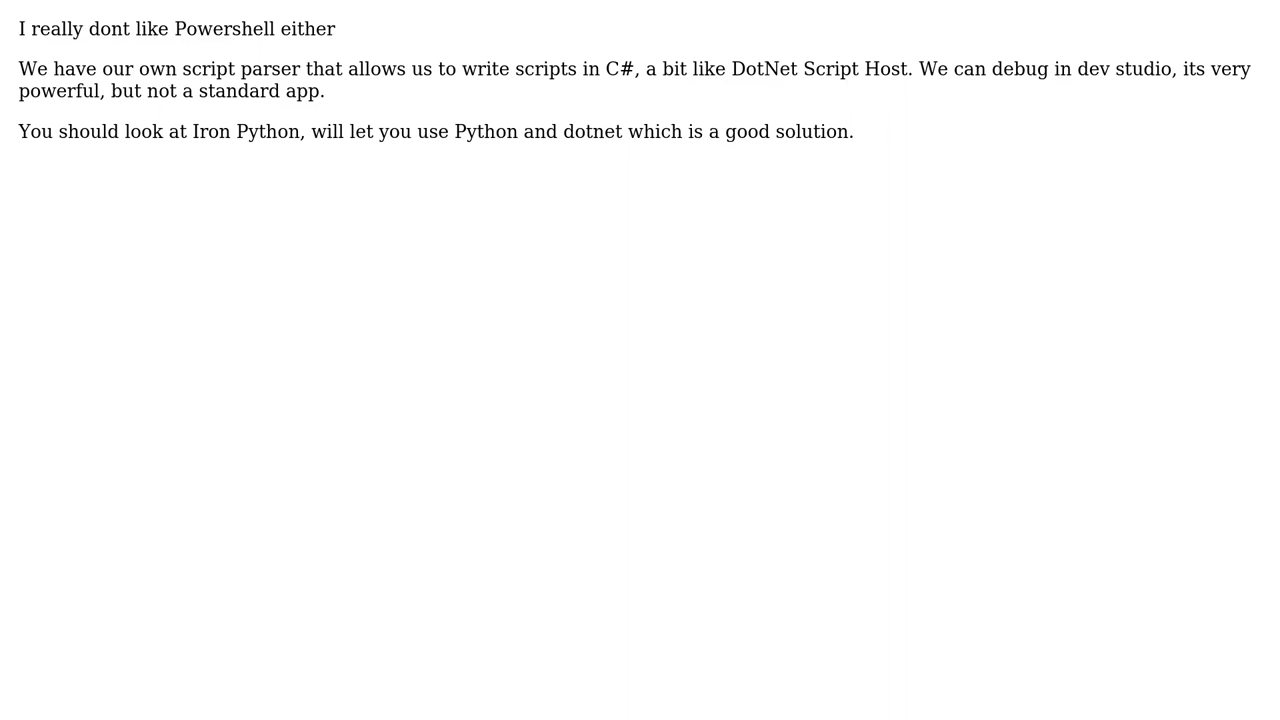 I really dont like Powershell either
We have our own script parser that allows us to write scripts in C#, a bit like DotNet Script Host. We can debug in dev studio, its very
powerful, but not a standard app.
You should look at Iron Python, will let you use Python and dotnet which is a good solution.